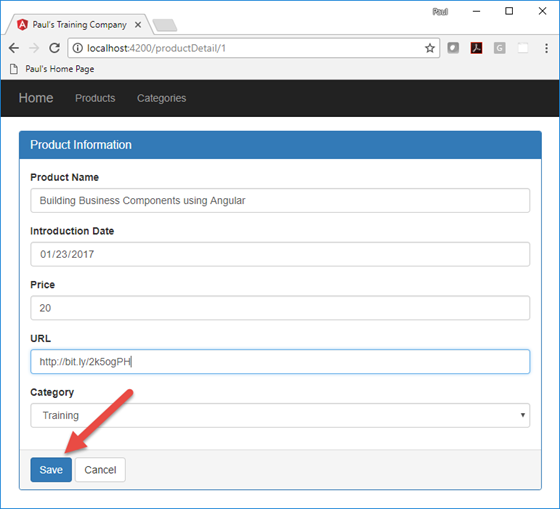 Paul
Paul's Training Company
localhost:4200/productDetail/1
Paul's Home Page
Home Products Categories
Product Information
Product Name
Building Business Components using Angular
Introduction Date
01/23/2017
Price
20
URL
http://bit.ly/2k5ogPH
Category
Training
Save Cancel